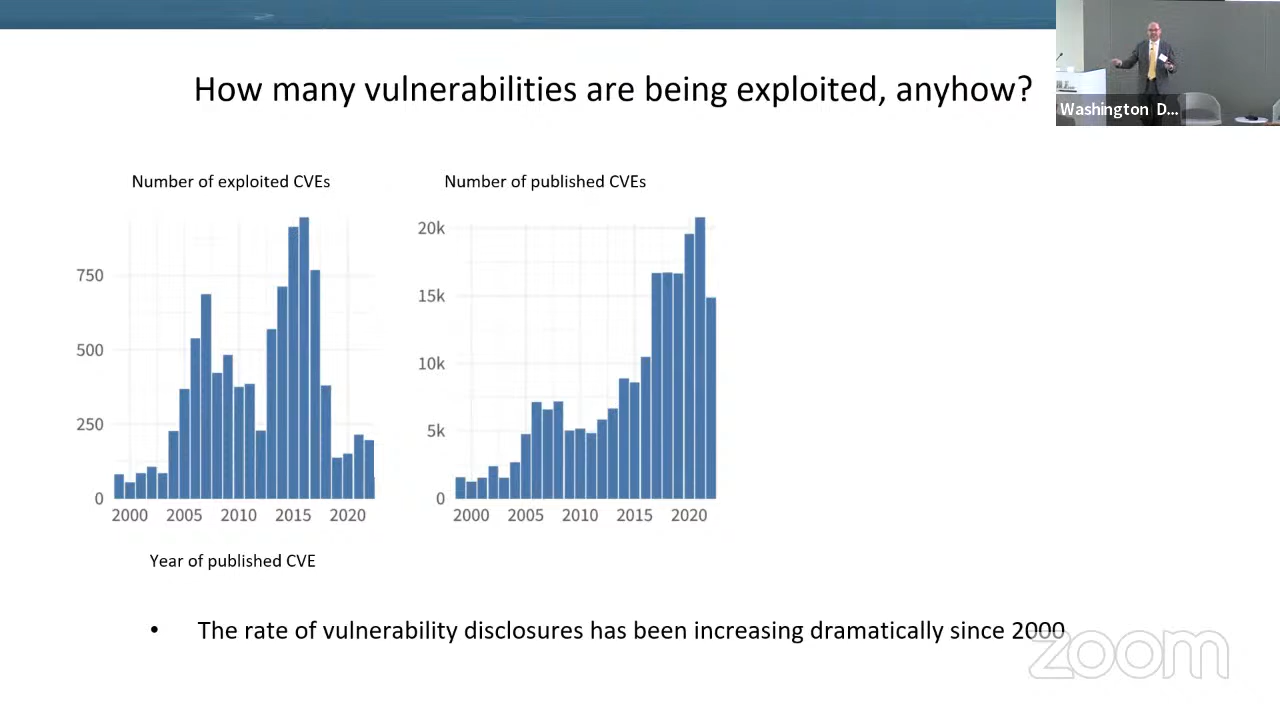 How many vulnerabilities are being exploited, anyhow?
Washington D...
Number of exploited CVEs
750
500
250
0
2000 2005 2010 2015 2020
Year of published CVE
Number of published CVEs
20k
15k
10k
5k
0
2000 2005 2010 2015 2020
• The rate of vulnerability disclosures has been increasing dramatically since 2000
zoom